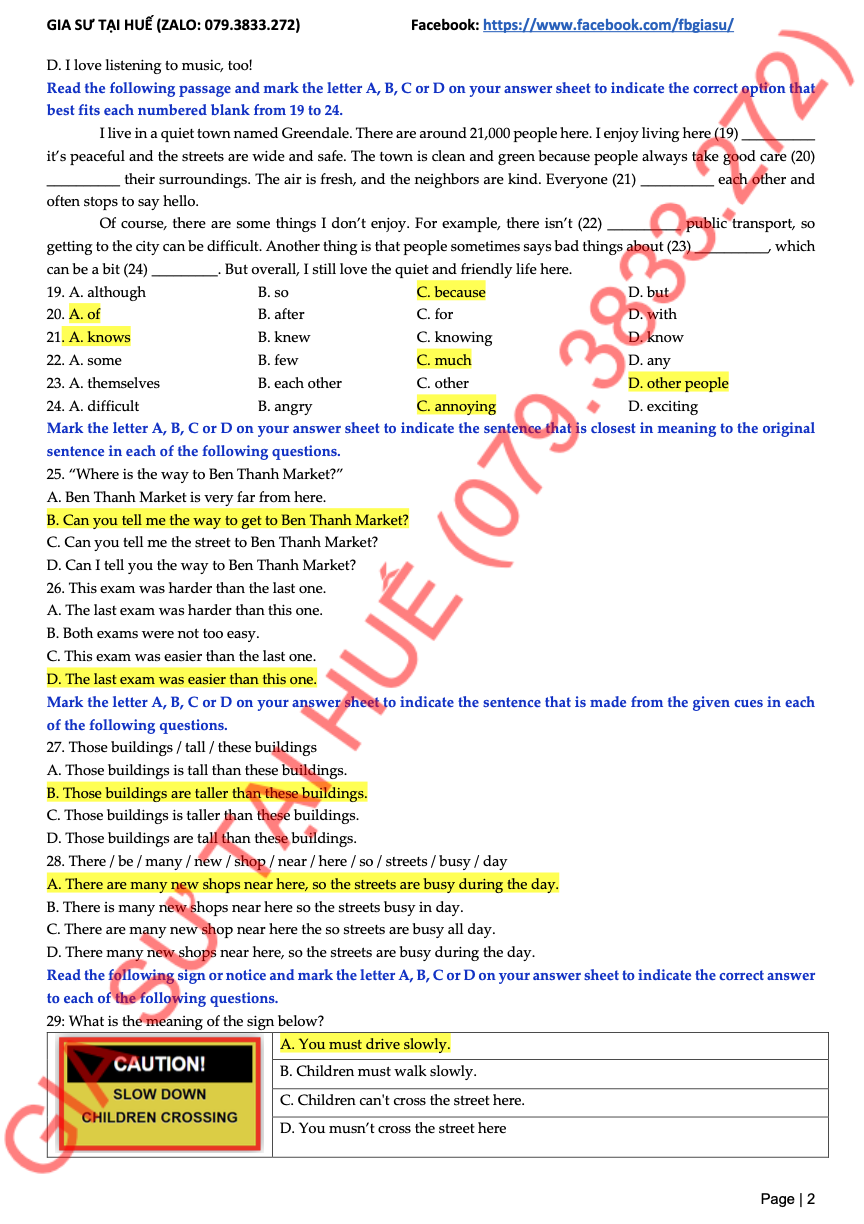 GIA SƯ TẠI HUẾ (ZALO: 079.3833.272) Facebook: https://www.facebook.com/fbgiasu/
D. I love listening to music, too!
Read the following passage and mark the letter A, B, C or D on your answer sheet to indicate the correct option that
best fits each numbered blank from 19 to 24.
I live in a quiet town named Greendale. There are around 21,000 people here. I enjoy living here (19) __________
it’s peaceful and the streets are wide and safe. The town is clean and green because people always take good care (20)
__________ their surroundings. The air is fresh, and the neighbors are kind. Everyone (21) __________ each other and
often stops to say hello.
Of course, there are some things I don’t enjoy. For example, there isn’t (22) __________ public transport, so
getting to the city can be difficult. Another thing is that people sometimes says bad things about (23) __________, which
can be a bit (24) _________. But overall, I still love the quiet and friendly life here.
19. A. although B. so C. because D. but
20. A. of B. after C. for D. with
21. A. knows B. knew C. knowing D. know
22. A. some B. few C. much D. any
23. A. themselves B. each other C. other D. other people
24. A. difficult B. angry C. annoying D. exciting
Mark the letter A, B, C or D on your answer sheet to indicate the sentence that is closest in meaning to the original
sentence in each of the following questions.
25. “Where is the way to Ben Thanh Market?”
A. Ben Thanh Market is very far from here.
B. Can you tell me the way to get to Ben Thanh Market?
C. Can you tell me the street to Ben Thanh Market?
D. Can I tell you the way to Ben Thanh Market?
26. This exam was harder than the last one.
A. The last exam was harder than this one.
B. Both exams were not too easy.
C. This exam was easier than the last one.
D. The last exam was easier than this one.
Mark the letter A, B, C or D on your answer sheet to indicate the sentence that is made from the given cues in each
of the following questions.
27. Those buildings / tall / these buildings
A. Those buildings is tall than these buildings.
B. Those buildings are taller than these buildings.
C. Those buildings is taller than these buildings.
D. Those buildings are tall than these buildings.
28. There / be / many / new / shop / near / here / so / streets / busy / day
A. There are many new shops near here, so the streets are busy during the day.
B. There is many new shops near here so the streets busy in day.
C. There are many new shop near here the so streets are busy all day.
D. There many new shops near here, so the streets are busy during the day.
Read the following sign or notice and mark the letter A, B, C or D on your answer sheet to indicate the correct answer
to each of the following questions.
29: What is the meaning of the sign below?
CAUTION!
SLOW DOWN
CHILDREN CROSSING
A. You must drive slowly.
B. Children must walk slowly.
C. Children can't cross the street here.
D. You musn’t cross the street here
Page | 2
GIA SƯ TẠI HUẾ (079.3833.272)